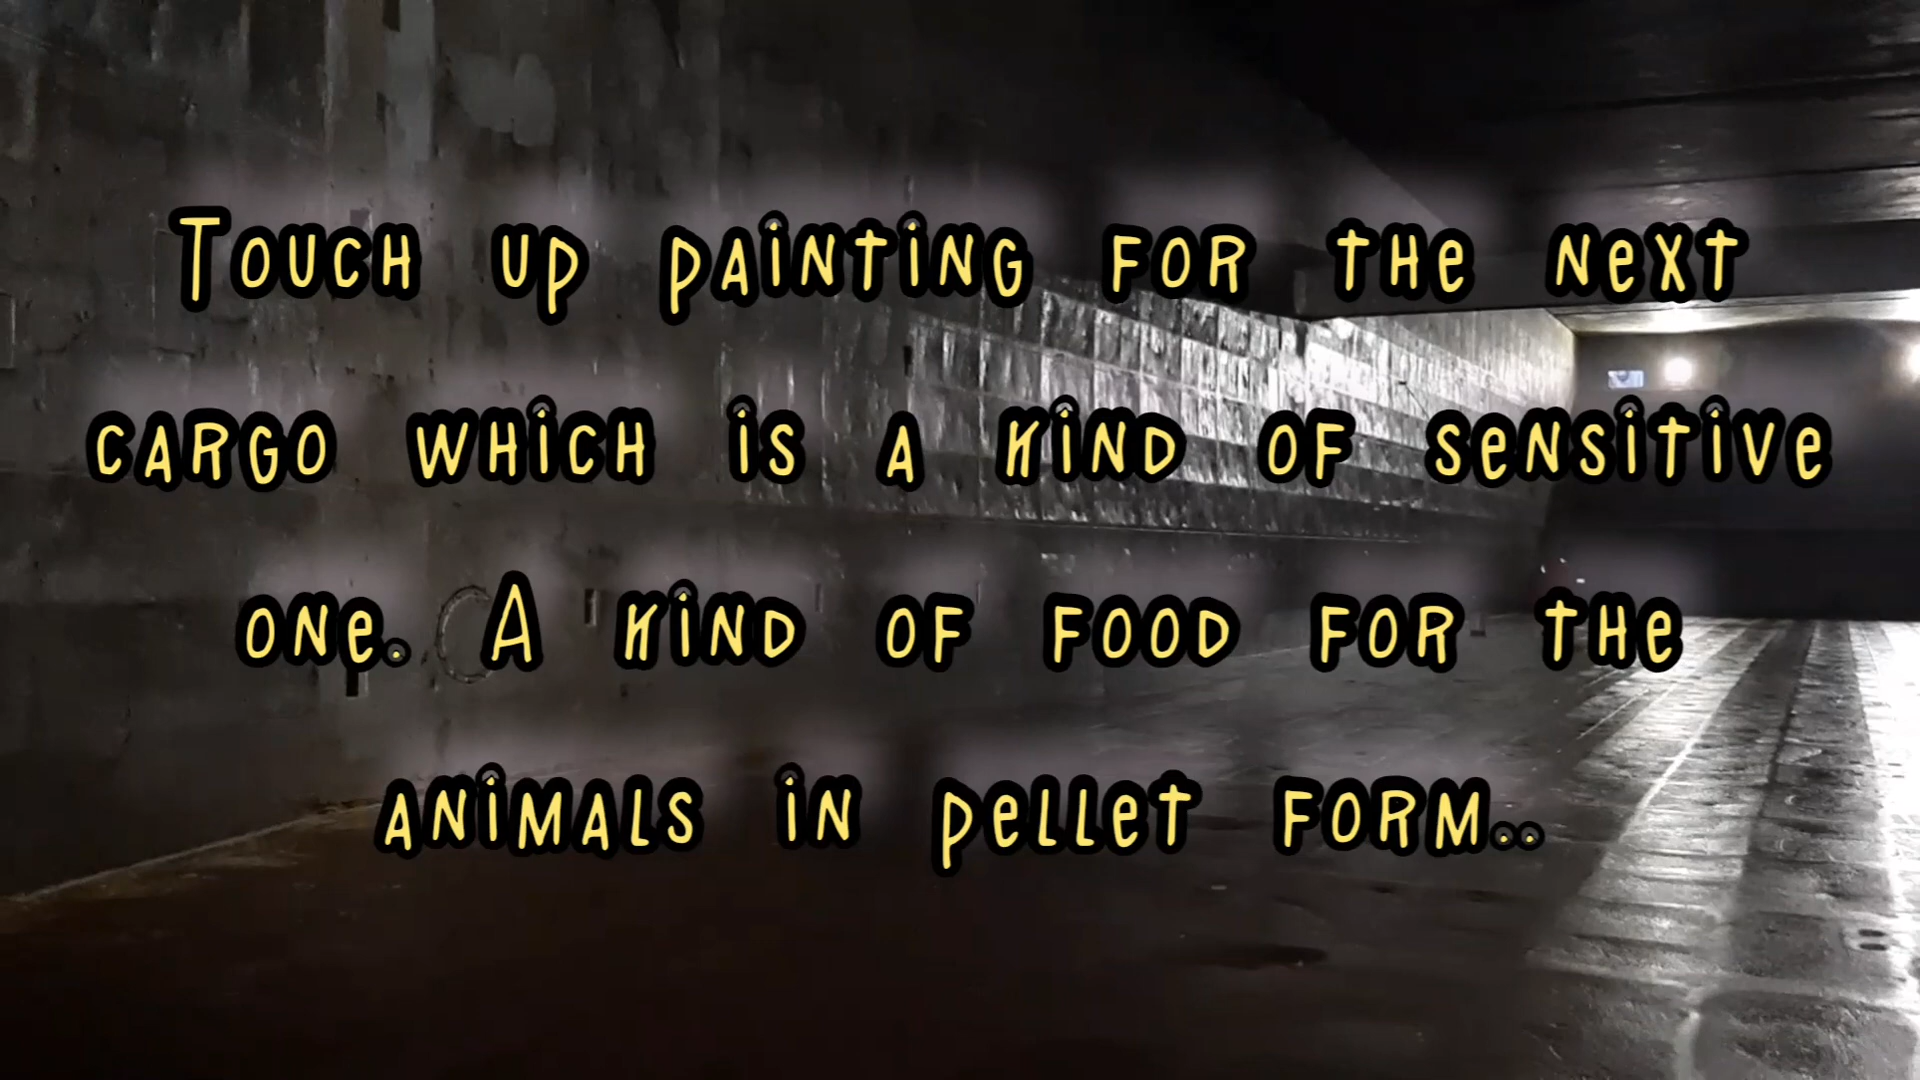 Touch up painting for the next
cargo which is a kind of sensitive
one. A kind of food for the
animals in pellet form..